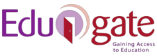 Edugate
Gaining Access
to Education